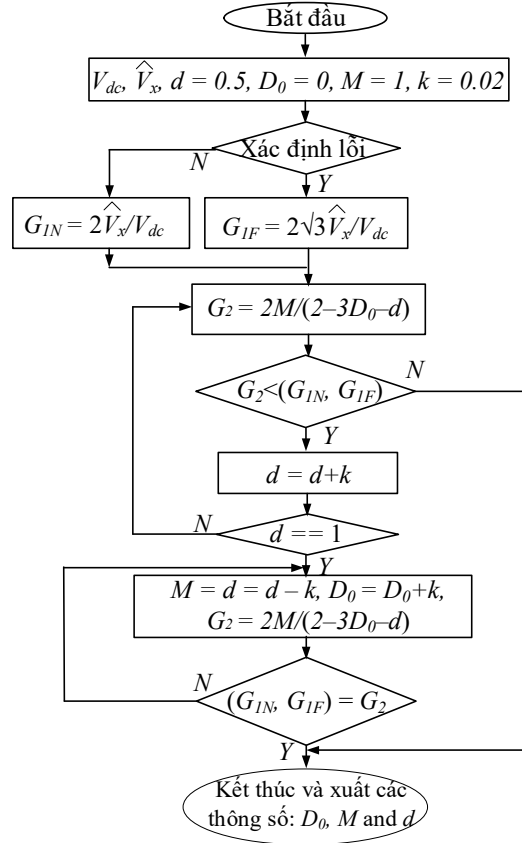 Bắt đầu
V_dc, V̂_x, d = 0.5, D_0 = 0, M = 1, k = 0.02
Xác định lỗi
N
Y
G_1N = 2V̂_x/V_dc
G_1F = 2√3V̂_x/V_dc
G_2 = 2M/(2–3D_0–d)
N
G_2<(G_1N, G_1F)
Y
d = d+k
N
d == 1
Y
M = d = d – k, D_0 = D_0+k,
G_2 = 2M/(2–3D_0–d)
N
(G_1N, G_1F) = G_2
Y
Kết thúc và xuất các
thông số: D_0, M and d